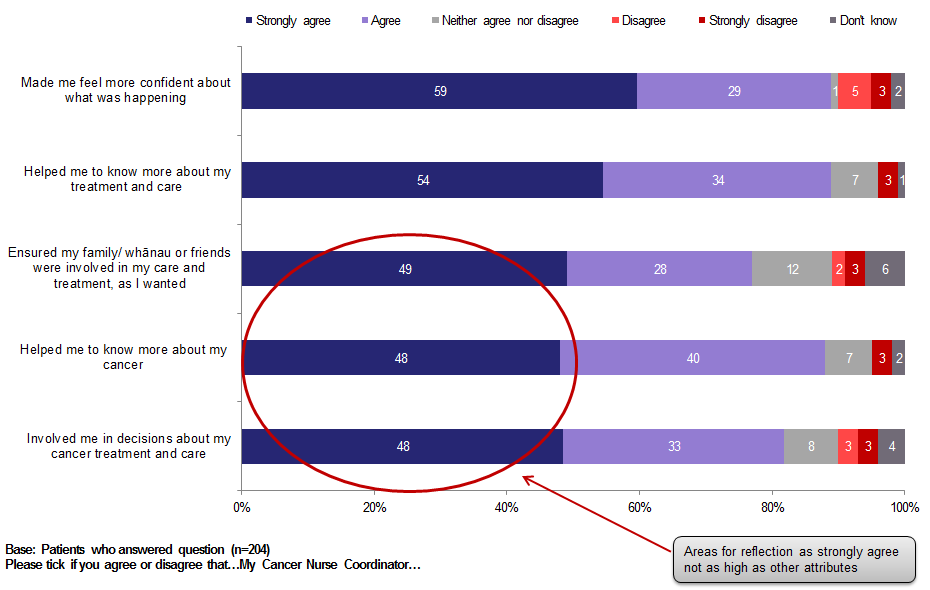 Strongly agree Agree Neither agree nor disagree Disagree Strongly disagree Don't know
Made me feel more confident about
what was happening
59 29 1 5 3 2
Helped me to know more about my
treatment and care
54 34 7 3 1
Ensured my family/ whānau or friends
were involved in my care and
treatment, as I wanted
49 28 12 2 3 6
Helped me to know more about my
cancer
48 40 7 3 2
Involved me in decisions about my
cancer treatment and care
48 33 8 3 3 4
0% 20% 40% 60% 80% 100%
Base: Patients who answered question (n=204)
Please tick if you agree or disagree that…My Cancer Nurse Coordinator…
Areas for reflection as strongly agree
not as high as other attributes